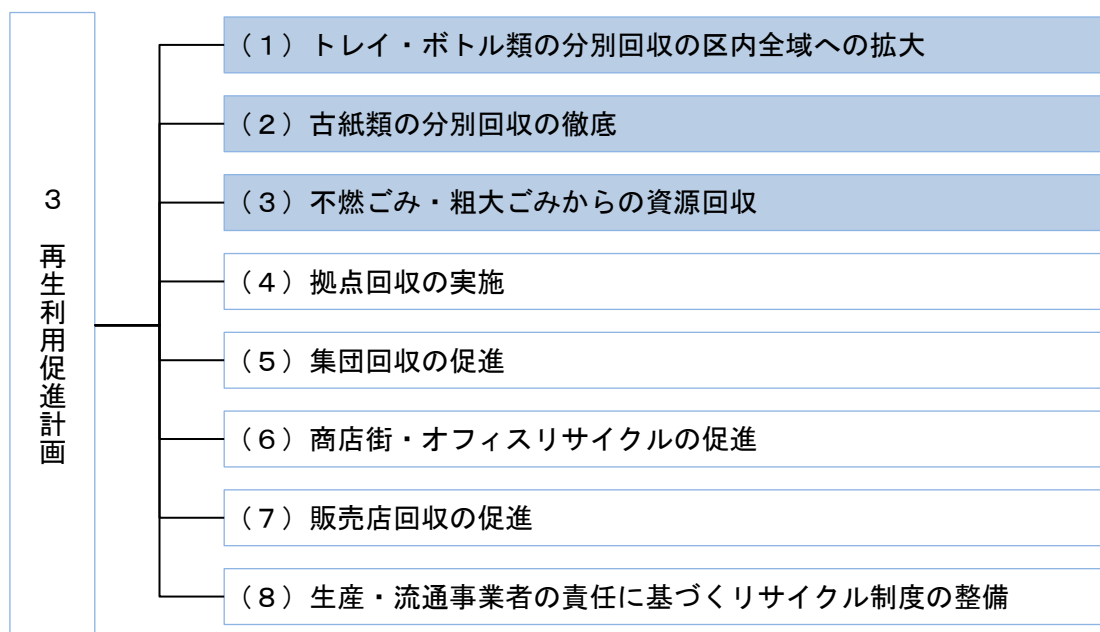 3 再生利用促進計画
（1）トレイ・ボトル類の分別回収の区内全域への拡大
（2）古紙類の分別回収の徹底
（3）不燃ごみ・粗大ごみからの資源回収
（4）拠点回収の実施
（5）集団回収の促進
（6）商店街・オフィスリサイクルの促進
（7）販売店回収の促進
（8）生産・流通事業者の責任に基づくリサイクル制度の整備